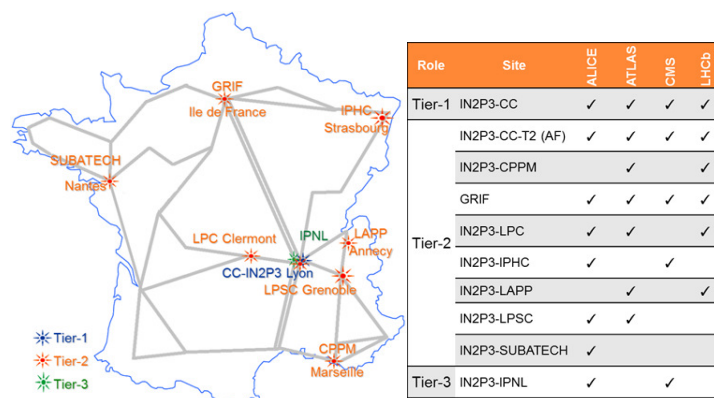 GRIF
Ile de France
IPHC
Strasbourg
SUBATECH
Nantes
IPNL
LPC Clermont
LAPP
Annecy
CC-IN2P3 Lyon
LPSC Grenoble
CPPM
Marseille
Tier-1
Tier-2
Tier-3
Role Site ALICE ATLAS CMS LHCb
Tier-1 IN2P3-CC ✓ ✓ ✓ ✓
Tier-2
IN2P3-CC-T2 (AF) ✓ ✓ ✓ ✓
IN2P3-CPPM ✓ ✓
GRIF ✓ ✓ ✓ ✓
IN2P3-LPC ✓ ✓ ✓
IN2P3-IPHC ✓ ✓
IN2P3-LAPP ✓ ✓
IN2P3-LPSC ✓ ✓
IN2P3-SUBATECH ✓
Tier-3 IN2P3-IPNL ✓ ✓